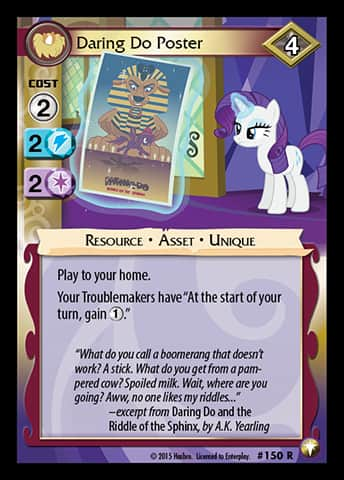 Daring Do Poster
4
COST
2
2
2
DARING DO
RESOURCE • ASSET • UNIQUE
Play to your home.
Your Troublemakers have “At the start of your
turn, gain ①.”
“What do you call a boomerang that doesn’t
work? A stick. What do you get from a pam-
pered cow? Spoiled milk. Wait, where are you
going? Aww, no one likes my riddles...”
–excerpt from Daring Do and the
Riddle of the Sphinx, by A.K. Yearling
© 2015 Hasbro. Licensed to Enterplay. #150 R